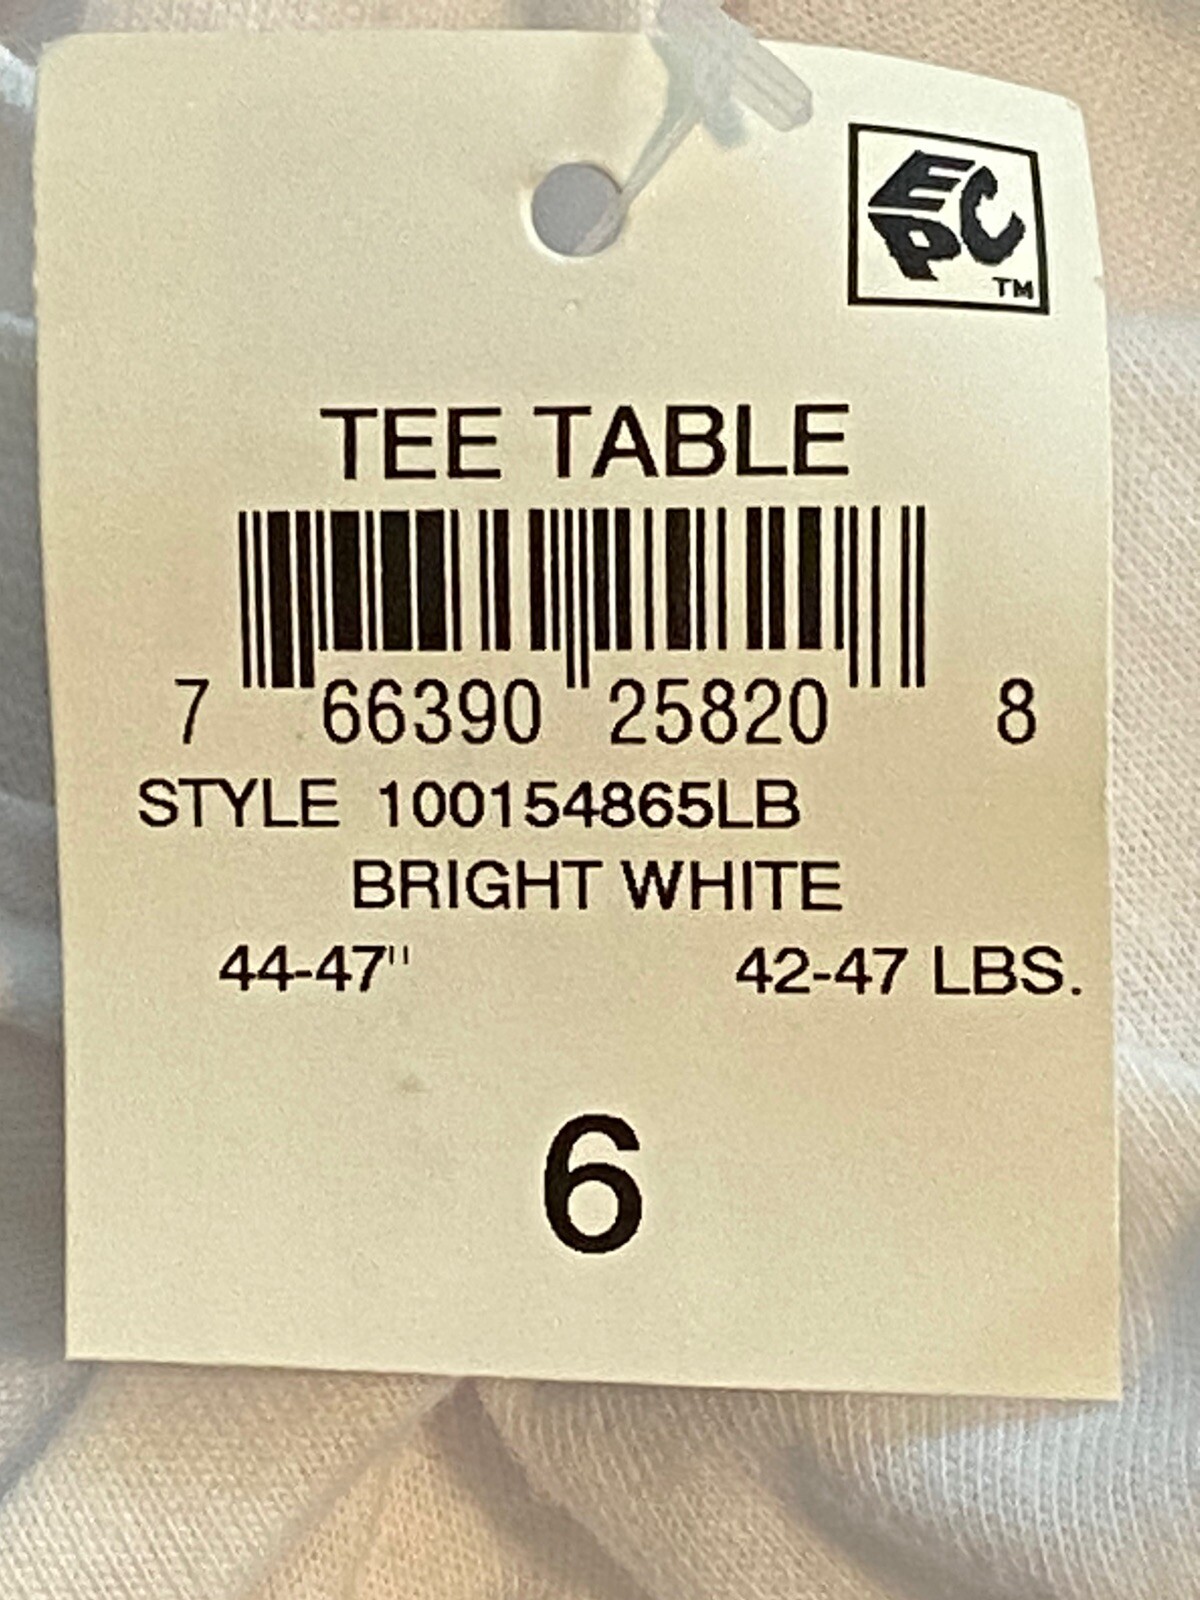 EPC
TM
TEE TABLE
7 66390 25820 8
STYLE 100154865LB
BRIGHT WHITE
44-47" 42-47 LBS.
6